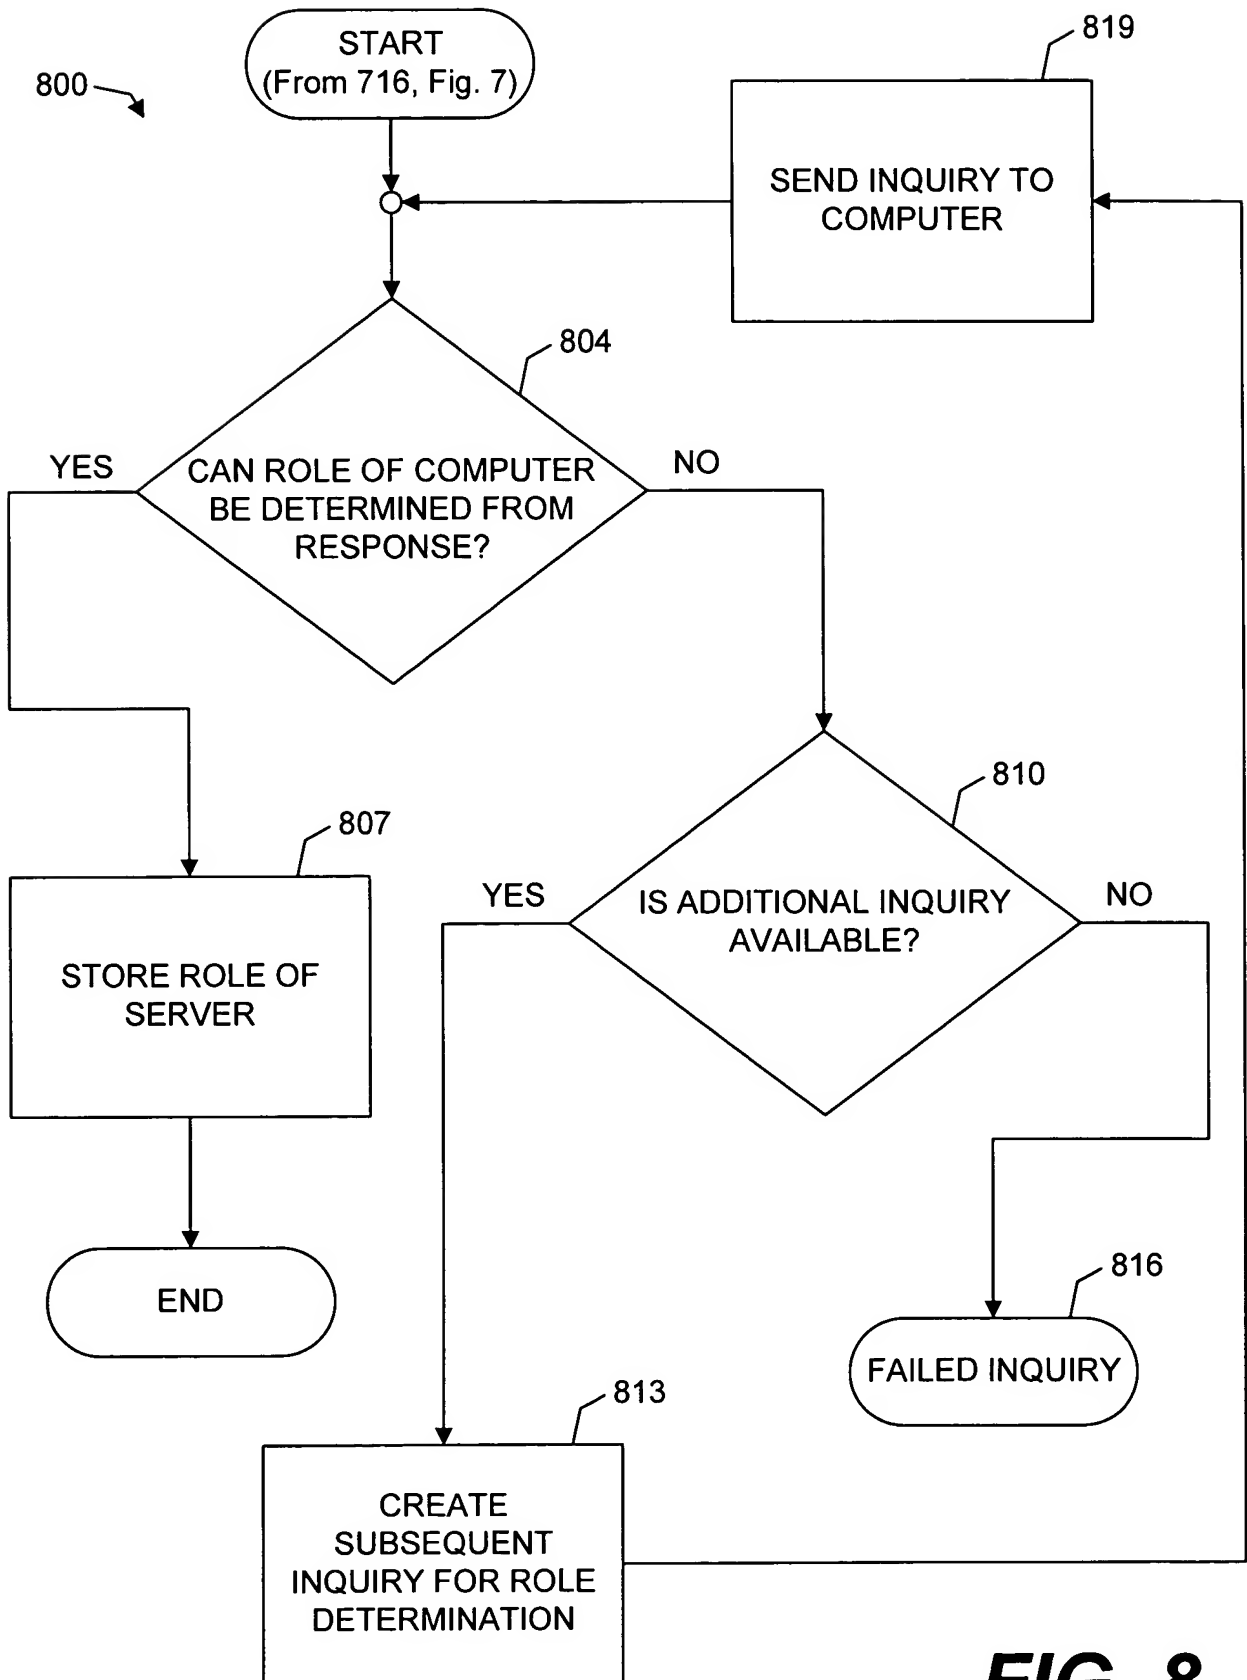 800
START
(From 716, Fig. 7)
819
SEND INQUIRY TO
COMPUTER
804
YES
CAN ROLE OF COMPUTER
BE DETERMINED FROM
RESPONSE?
NO
807
STORE ROLE OF
SERVER
END
810
YES
IS ADDITIONAL INQUIRY
AVAILABLE?
NO
816
FAILED INQUIRY
813
CREATE
SUBSEQUENT
INQUIRY FOR ROLE
DETERMINATION
FIG. 8